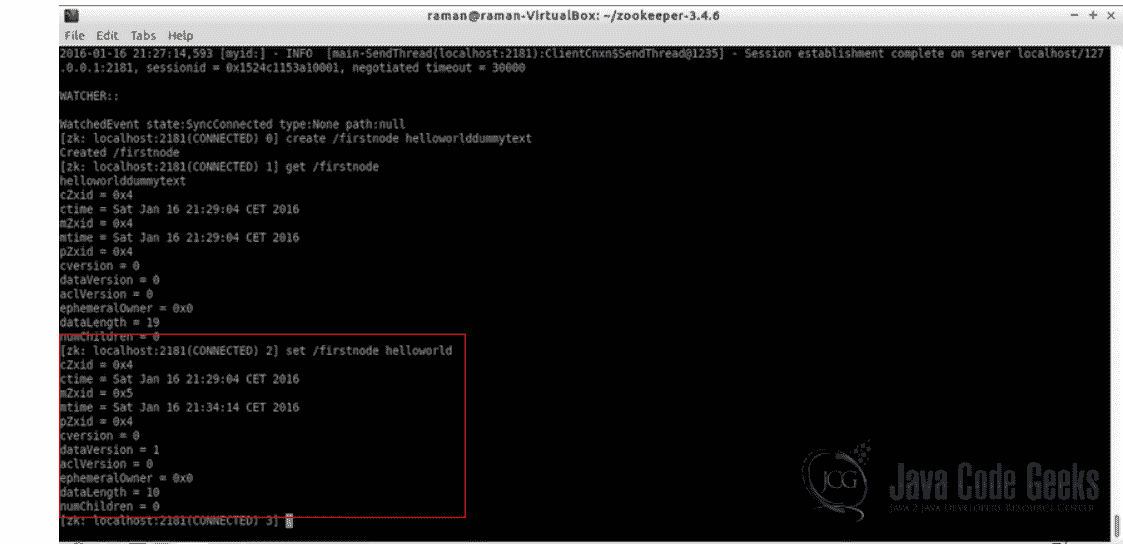 raman@raman-VirtualBox: ~/zookeeper-3.4.6
File Edit Tabs Help
2016-01-16 21:27:14,593 [myid:] - INFO [main-SendThread(localhost:2181):ClientCnxn$SendThread@1235] - Session establishment complete on server localhost/127
.0.0.1:2181, sessionid = 0x1524c1153a10001, negotiated timeout = 30000
WATCHER::
WatchedEvent state:SyncConnected type:None path:null
[zk: localhost:2181(CONNECTED) 0] create /firstnode helloworlddummytext
Created /firstnode
[zk: localhost:2181(CONNECTED) 1] get /firstnode
helloworlddummytext
cZxid = 0x4
ctime = Sat Jan 16 21:29:04 CET 2016
mZxid = 0x4
mtime = Sat Jan 16 21:29:04 CET 2016
pZxid = 0x4
cversion = 0
dataVersion = 0
aclVersion = 0
ephemeralOwner = 0x0
dataLength = 19
numChildren = 0
[zk: localhost:2181(CONNECTED) 2] set /firstnode helloworld
cZxid = 0x4
ctime = Sat Jan 16 21:29:04 CET 2016
mZxid = 0x5
mtime = Sat Jan 16 21:34:14 CET 2016
pZxid = 0x4
cversion = 0
dataVersion = 1
aclVersion = 0
ephemeralOwner = 0x0
dataLength = 10
numChildren = 0
[zk: localhost:2181(CONNECTED) 3]
JCG
Java Code Geeks
Java 2 Java Developers Resource Center